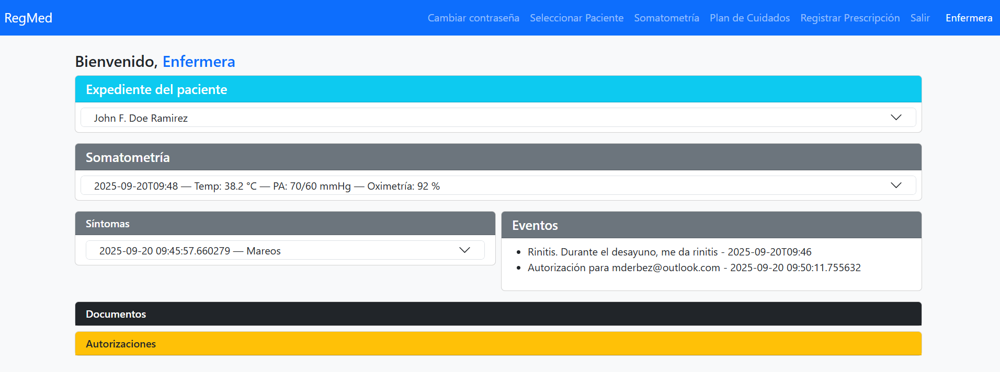 RegMed
Cambiar contraseña Seleccionar Paciente Somatometría Plan de Cuidados Registrar Prescripción Salir Enfermera
Bienvenido, Enfermera
Expediente del paciente
John F. Doe Ramirez
Somatometría
2025-09-20T09:48 — Temp: 38.2 °C — PA: 70/60 mmHg — Oximetría: 92 %
Síntomas
2025-09-20 09:45:57.660279 — Mareos
Eventos
• Rinitis. Durante el desayuno, me da rinitis - 2025-09-20T09:46
• Autorización para mderbez@outlook.com - 2025-09-20 09:50:11.755632
Documentos
Autorizaciones